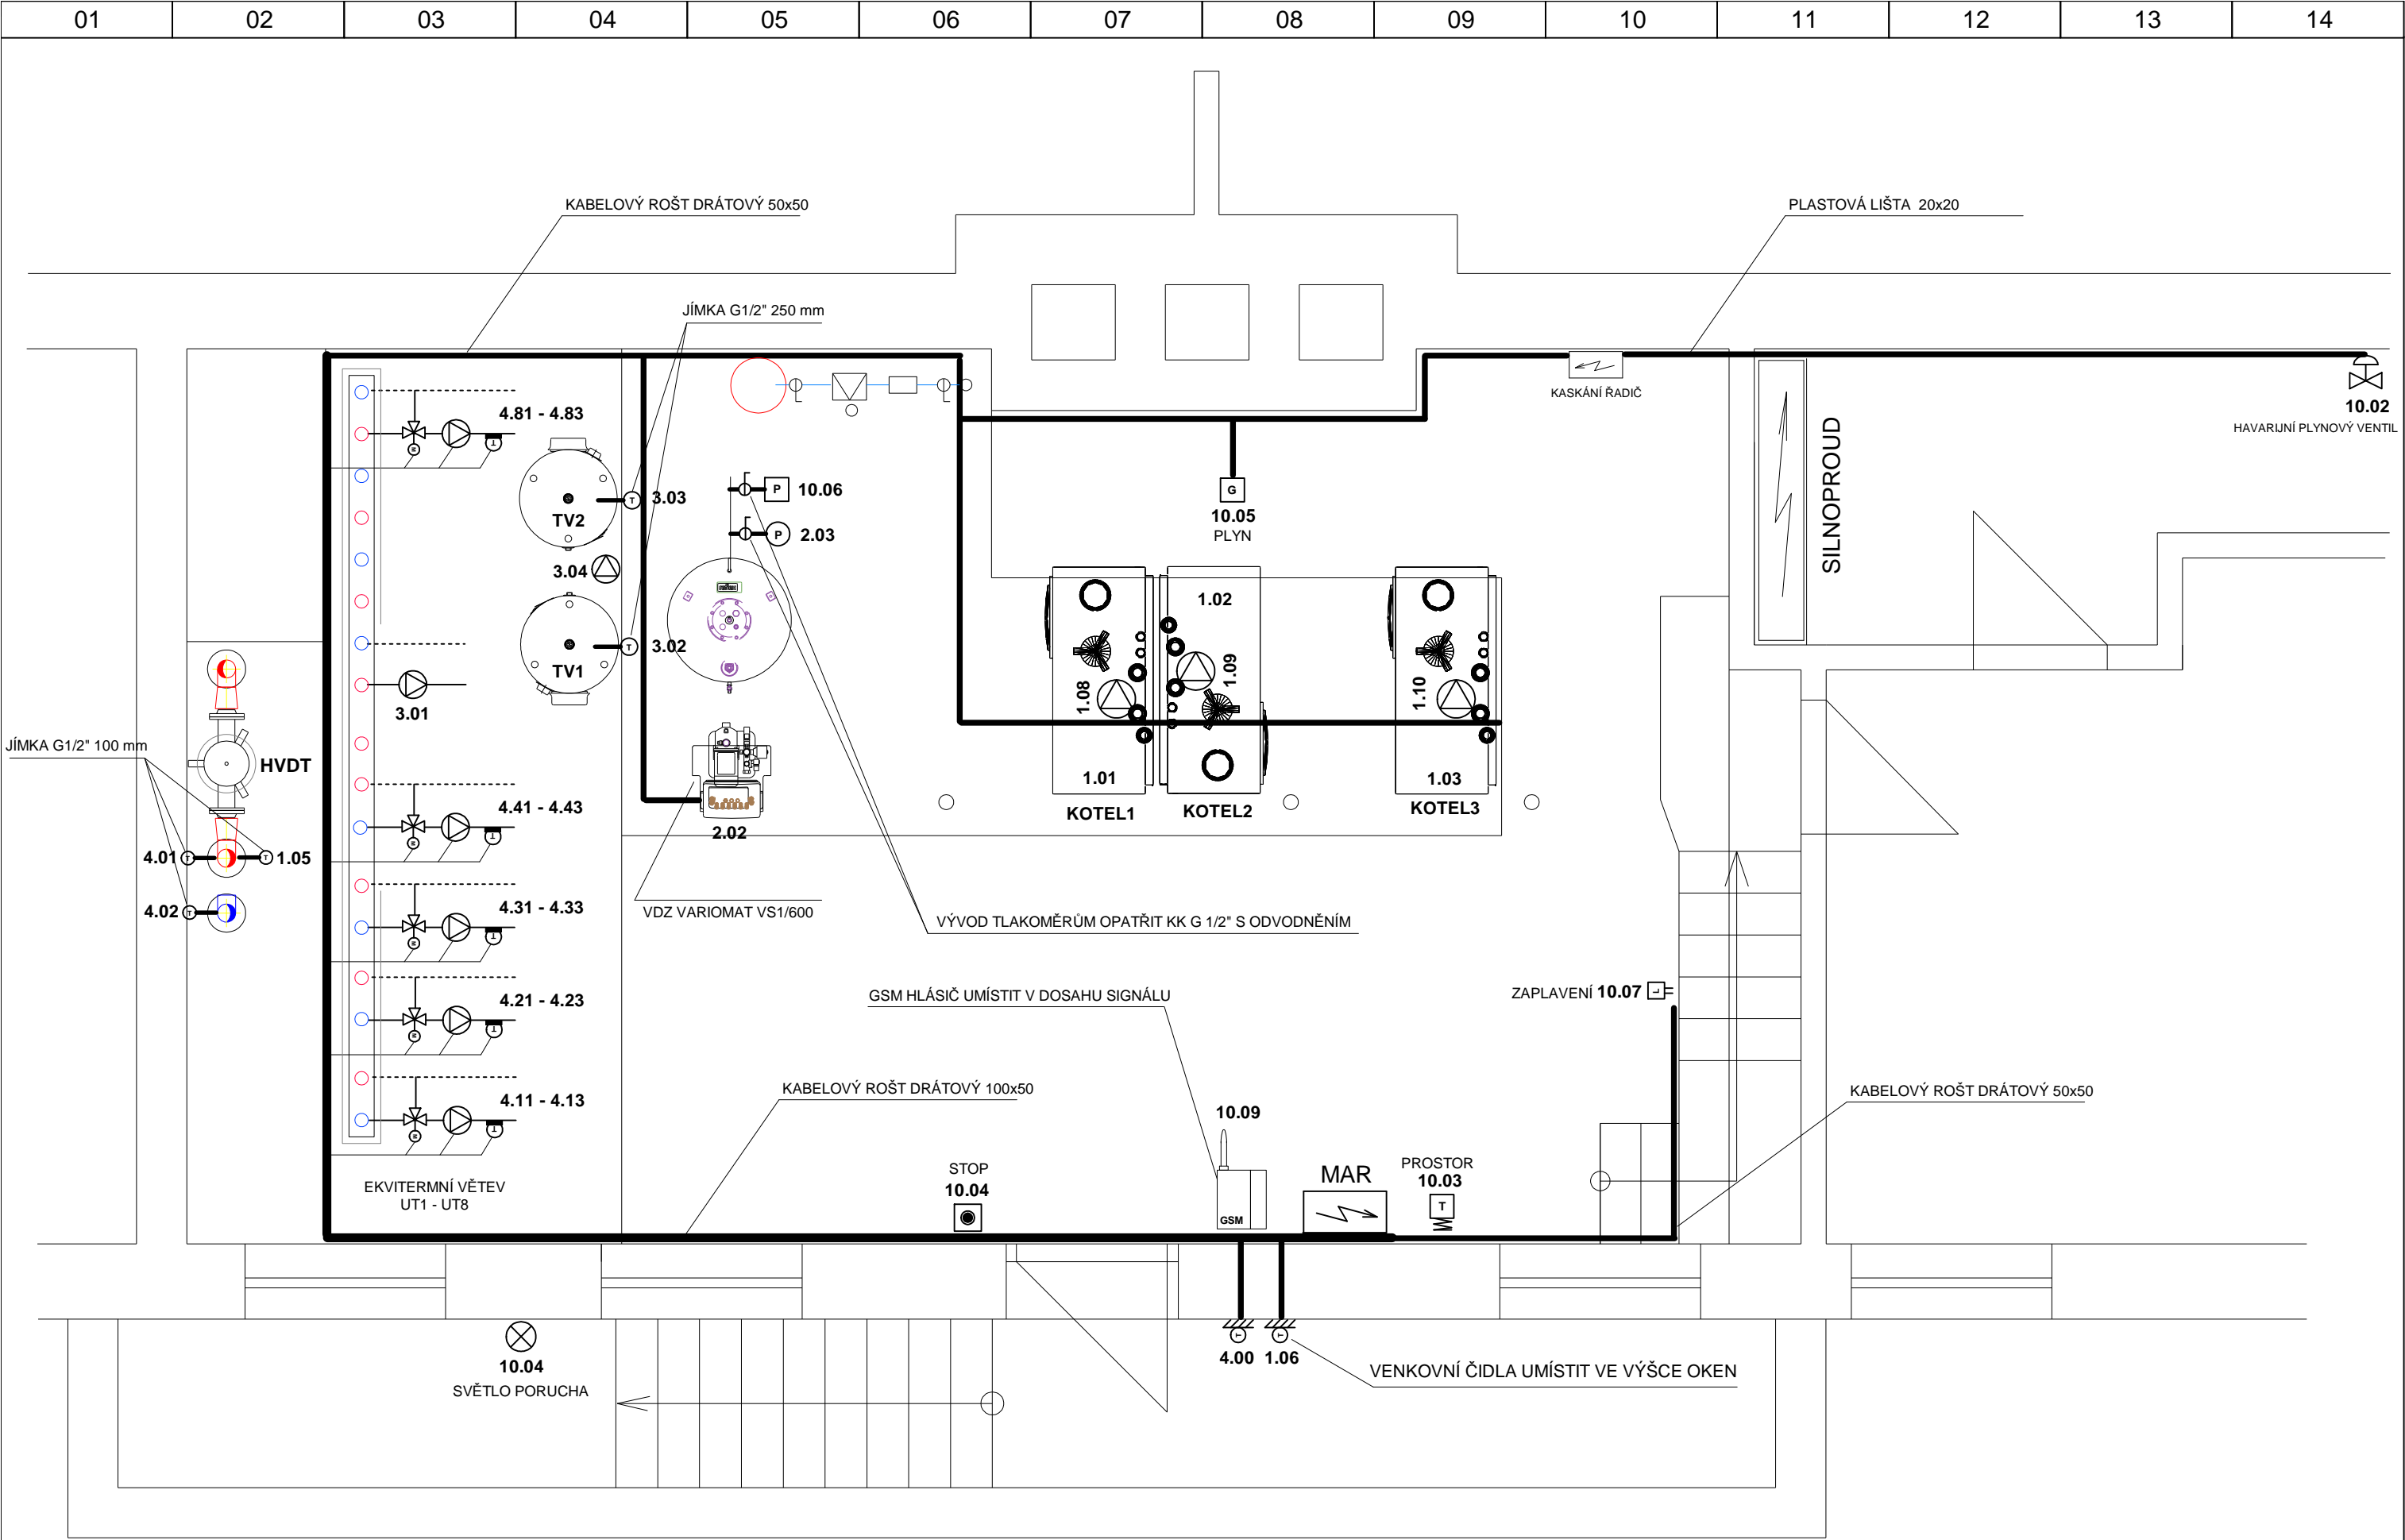 01 02 03 04 05 06 07 08 09 10 11 12 13 14
KABELOVÝ ROŠT DRÁTOVÝ 50x50
PLASTOVÁ LIŠTA 20x20
JÍMKA G1/2" 250 mm
KASKÁNÍ ŘADIČ
10.02
HAVARIJNÍ PLYNOVÝ VENTIL
4.81 - 4.83
SILNOPROUD
T 3.03
TV2
P 10.06
G
10.05
PLYN
P 2.03
3.04
T 3.02
TV1
3.01
1.02
1.08
1.09
1.10
1.01
1.03
KOTEL1
KOTEL2
KOTEL3
JÍMKA G1/2" 100 mm
HVDT
4.41 - 4.43
2.02
4.01 T
T 1.05
4.02 T
4.31 - 4.33
VDZ VARIOMAT VS1/600
VÝVOD TLAKOMĚRŮM OPATŘIT KK G 1/2" S ODVODNĚNÍM
4.21 - 4.23
GSM HLÁSIČ UMÍSTIT V DOSAHU SIGNÁLU
ZAPLAVENÍ 10.07 L
4.11 - 4.13
KABELOVÝ ROŠT DRÁTOVÝ 100x50
KABELOVÝ ROŠT DRÁTOVÝ 50x50
10.09
GSM
EKVITERMNÍ VĚTEV
UT1 - UT8
STOP
10.04
MAR
PROSTOR
10.03
T
10.04
SVĚTLO PORUCHA
T T
4.00 1.06
VENKOVNÍ ČIDLA UMÍSTIT VE VÝŠCE OKEN